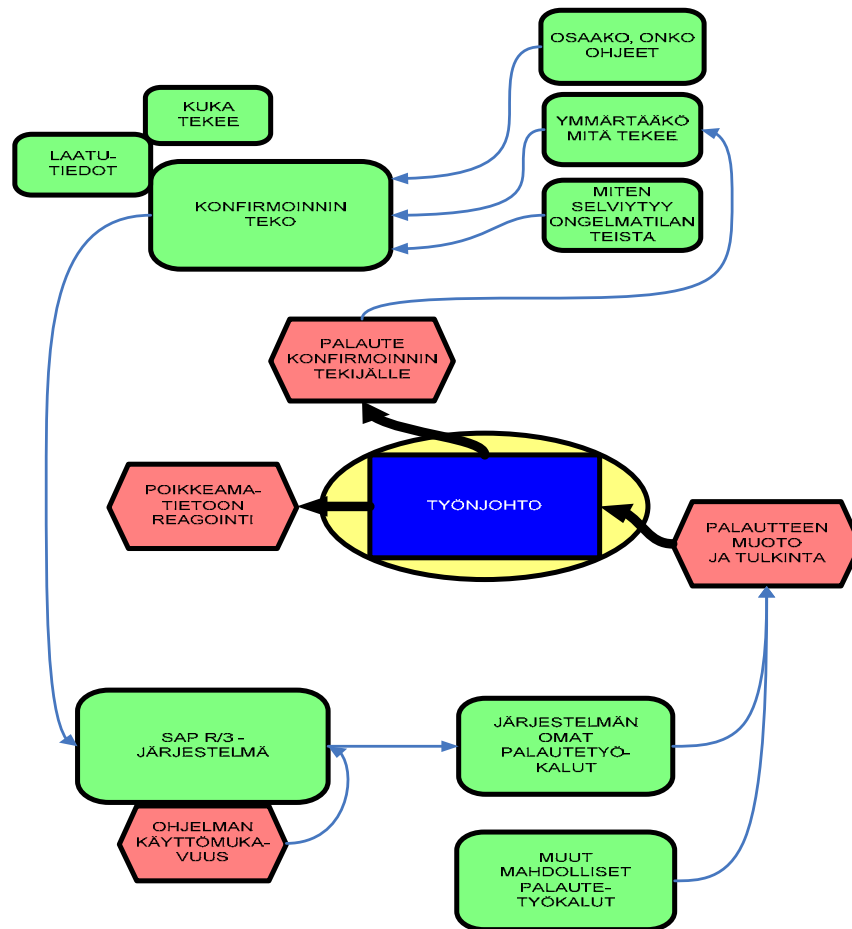 OSAAKO, ONKO
OHJEET
KUKA
TEKEE
YMMÄRTÄÄKÖ
MITÄ TEKEE
LAATU-
TIEDOT
KONFIRMOINNIN
TEKO
MITEN
SELVIYTYY
ONGELMATILAN
TEISTA
PALAUTE
KONFIRMOINNIN
TEKIJÄLLE
POIKKEAMA-
TIETOON
REAGOINTI
TYÖNJOHTO
PALAUTTEEN
MUOTO
JA TULKINTA
SAP R/3 -
JÄRJESTELMÄ
JÄRJESTELMÄN
OMAT
PALAUTETYÖ-
KALUT
OHJELMAN
KÄYTTÖMUKA-
VUUS
MUUT
MAHDOLLISET
PALAUTE-
TYÖKALUT